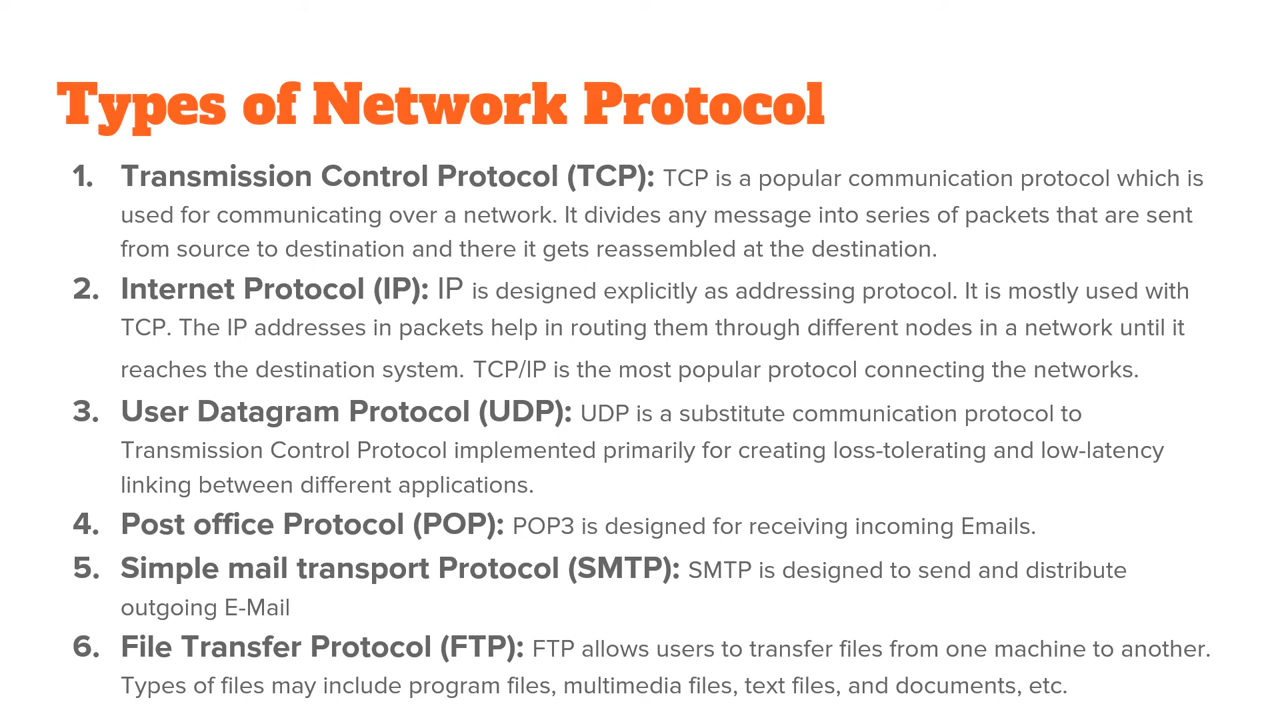 Types of Network Protocol
1. Transmission Control Protocol (TCP): TCP is a popular communication protocol which is
used for communicating over a network. It divides any message into series of packets that are sent
from source to destination and there it gets reassembled at the destination.
2. Internet Protocol (IP): IP is designed explicitly as addressing protocol. It is mostly used with
TCP. The IP addresses in packets help in routing them through different nodes in a network until it
reaches the destination system. TCP/IP is the most popular protocol connecting the networks.
3. User Datagram Protocol (UDP): UDP is a substitute communication protocol to
Transmission Control Protocol implemented primarily for creating loss-tolerating and low-latency
linking between different applications.
4. Post office Protocol (POP): POP3 is designed for receiving incoming Emails.
5. Simple mail transport Protocol (SMTP): SMTP is designed to send and distribute
outgoing E-Mail
6. File Transfer Protocol (FTP): FTP allows users to transfer files from one machine to another.
Types of files may include program files, multimedia files, text files, and documents, etc.